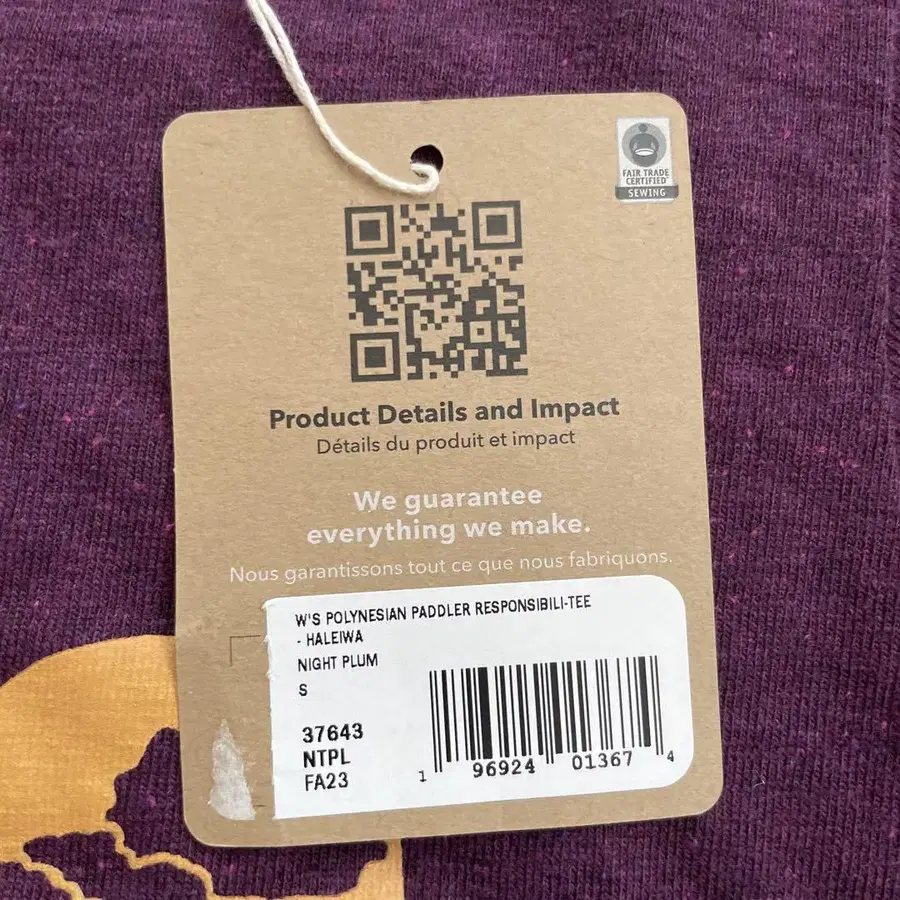 FAIR TRADE
CERTIFIED
SEWING
Product Details and Impact
Détails du produit et impact
We guarantee
everything we make.
Nous garantissons tout ce que nous fabriquons.
W'S POLYNESIAN PADDLER RESPONSIBILI-TEE
- HALEIWA
NIGHT PLUM
S
37643
NTPL
FA23
1 96924 01367 4